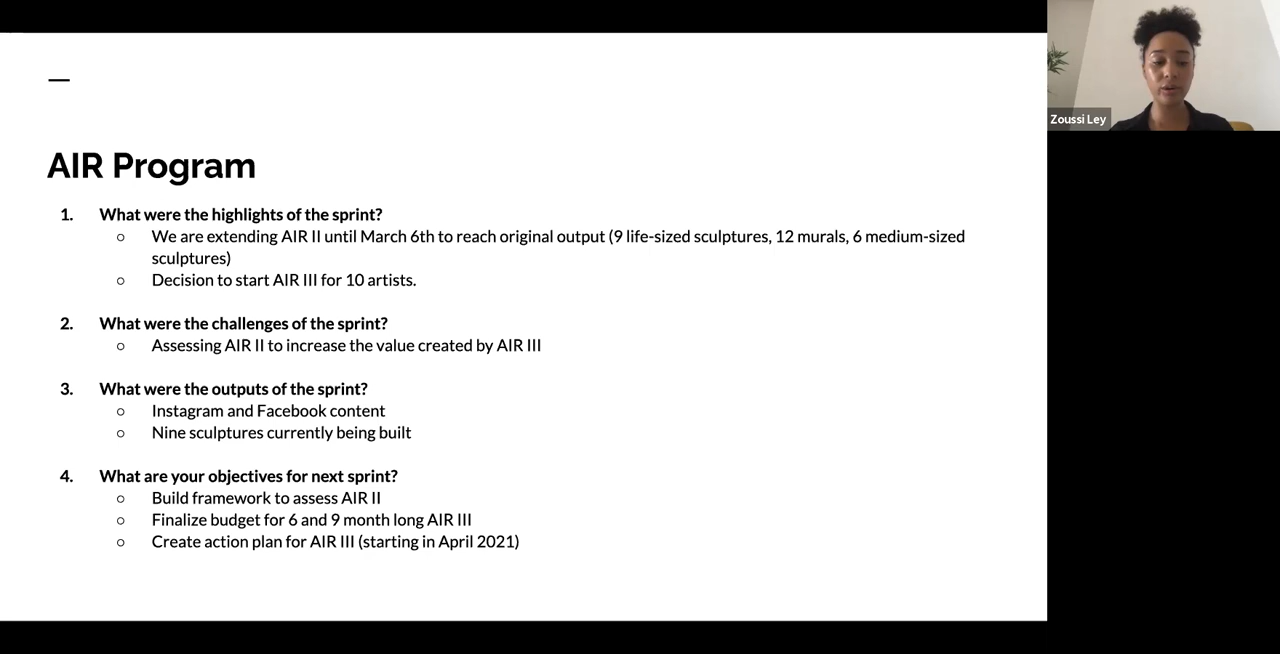 AIR Program
1. What were the highlights of the sprint?
○ We are extending AIR II until March 6th to reach original output (9 life-sized sculptures, 12 murals, 6 medium-sized
sculptures)
○ Decision to start AIR III for 10 artists.
2. What were the challenges of the sprint?
○ Assessing AIR II to increase the value created by AIR III
3. What were the outputs of the sprint?
○ Instagram and Facebook content
○ Nine sculptures currently being built
4. What are your objectives for next sprint?
○ Build framework to assess AIR II
○ Finalize budget for 6 and 9 month long AIR III
○ Create action plan for AIR III (starting in April 2021)
Zoussi Ley